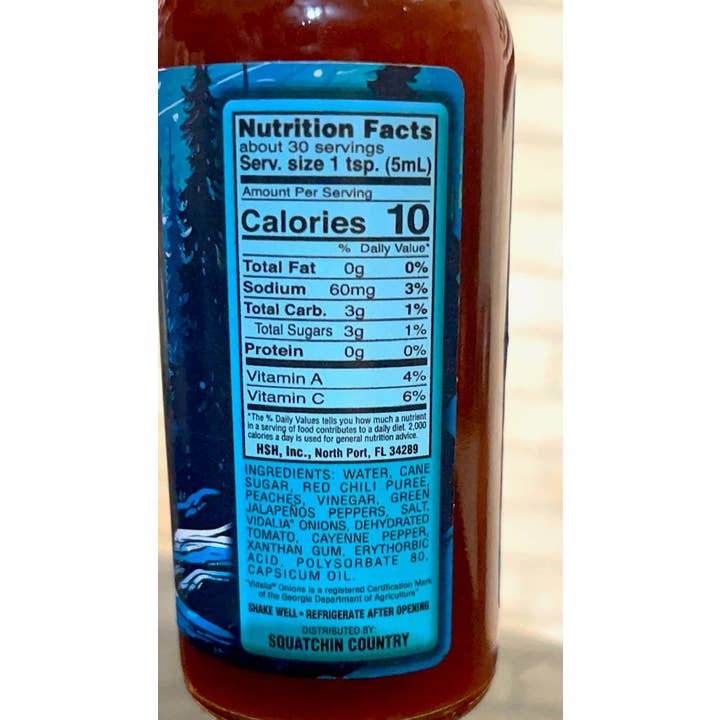 Nutrition Facts
about 30 servings
Serv. size 1 tsp. (5mL)
Amount Per Serving
Calories 10
% Daily Value*
Total Fat 0g 0%
Sodium 60mg 3%
Total Carb. 3g 1%
Total Sugars 3g 1%
Protein 0g 0%
Vitamin A 4%
Vitamin C 6%
*The % Daily Values tells you how much a nutrient
in a serving of food contributes to a daily diet. 2,000
calories a day is used for general nutrition advice.
HSH, Inc., North Port, FL 34289
INGREDIENTS: WATER, CANE
SUGAR, RED CHILI PUREE,
PEACHES, VINEGAR, GREEN
JALAPEÑOS PEPPERS, SALT,
VIDALIA® ONIONS, DEHYDRATED
TOMATO, CAYENNE PEPPER,
XANTHAN GUM, ERYTHORBIC
ACID, POLYSORBATE 80,
CAPSICUM OIL.
"Vidalia® Onions is a registered Certification Mark
of the Georgia Department of Agriculture"
SHAKE WELL • REFRIGERATE AFTER OPENING
DISTRIBUTED BY:
SQUATCHIN COUNTRY